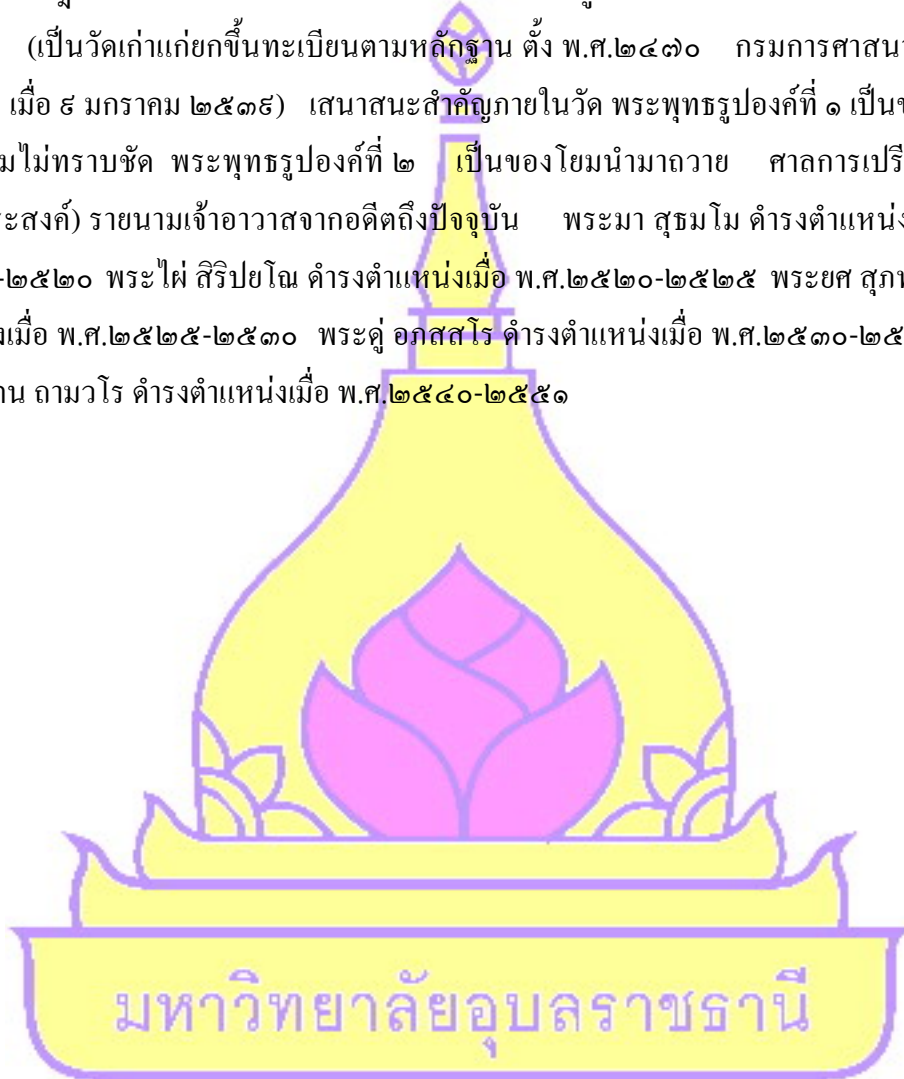 (เป็นวัดเก่าแก่ยกขึ้นทะเบียนตามหลักฐาน ตั้ง พ.ศ.๒๔๗๐ กรมการศาสนา
เมื่อ ๙ มกราคม ๒๕๓๙) เสนาสนะสำคัญภายในวัด พระพุทธรูปองค์ที่ ๑ เป็นข
มไม่ทราบชัด พระพุทธรูปองค์ที่ ๒ เป็นของโยมนำมาถวาย ศาลการเปรี
ะสงค์) รายนามเจ้าอาวาสจากอดีตถึงปัจจุบัน พระมา สุธมโม ดำรงตำแหน่ง
-๒๕๒๐ พระไผ่ สิริปยโณ ดำรงตำแหน่งเมื่อ พ.ศ.๒๕๒๐-๒๕๒๕ พระยศ สุภท
งเมื่อ พ.ศ.๒๕๒๕-๒๕๓๐ พระดู่ อภสสโร ดำรงตำแหน่งเมื่อ พ.ศ.๒๕๓๐-๒๕
าน ถามวโร ดำรงตำแหน่งเมื่อ พ.ศ.๒๕๔๐-๒๕๕๑
มหาวิทยาลัยอุบลราชธานี